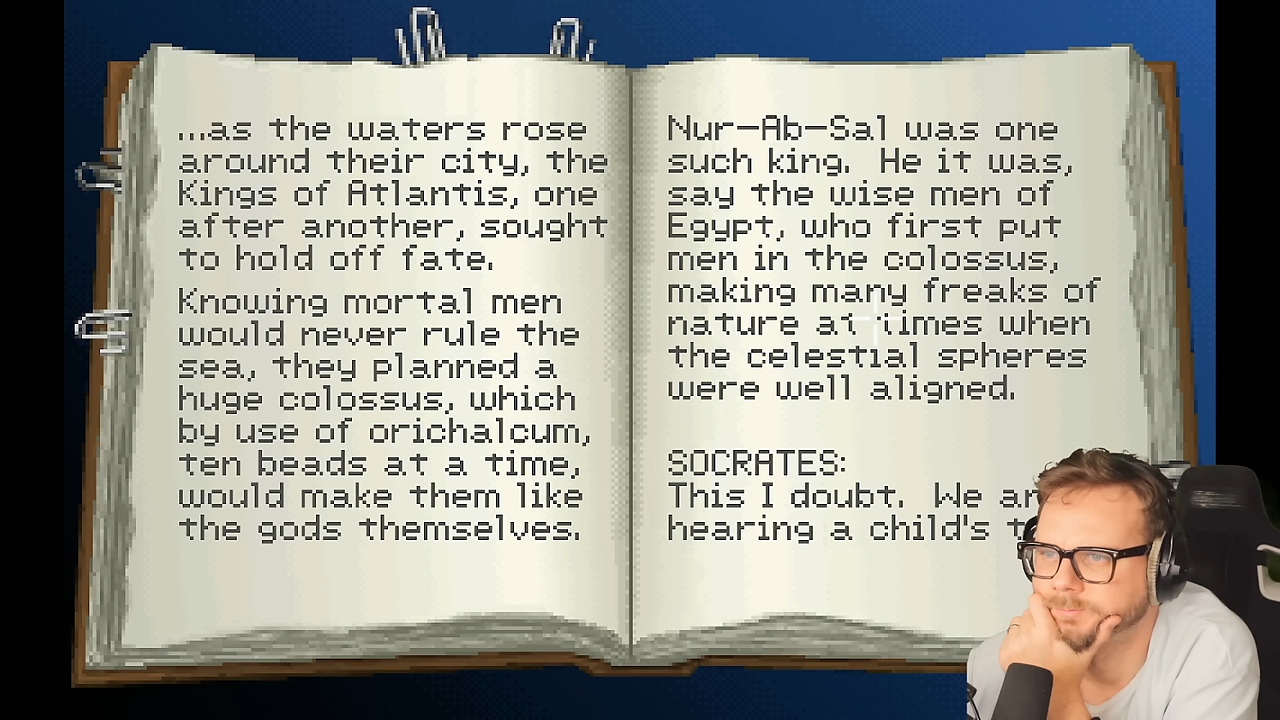 ...as the waters rose
around their city, the
Kings of Atlantis, one
after another, sought
to hold off fate.
Knowing mortal men
would never rule the
sea, they planned a
huge colossus, which
by use of orichalcum,
ten beads at a time,
would make them like
the gods themselves.
Nur-Ab-Sal was one
such king. He it was,
say the wise men of
Egypt, who first put
men in the colossus,
making many freaks of
nature at times when
the celestial spheres
were well aligned.
SOCRATES:
This I doubt. We
hearing a child's